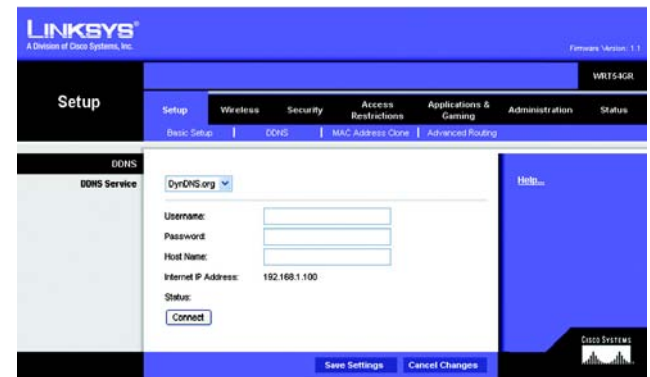 LINKSYS®
A Division of Cisco Systems, Inc.
Firmware Version: 1.1
WRT54GR
Setup
Setup Wireless Security Access Restrictions Applications & Gaming Administration Status
Basic Setup | DDNS | MAC Address Clone | Advanced Routing
DDNS
DDNS Service
DynDNS.org
Help...
Username:
Password:
Host Name:
Internet IP Address: 192.168.1.100
Status:
Connect
CISCO SYSTEMS
Save Settings Cancel Changes